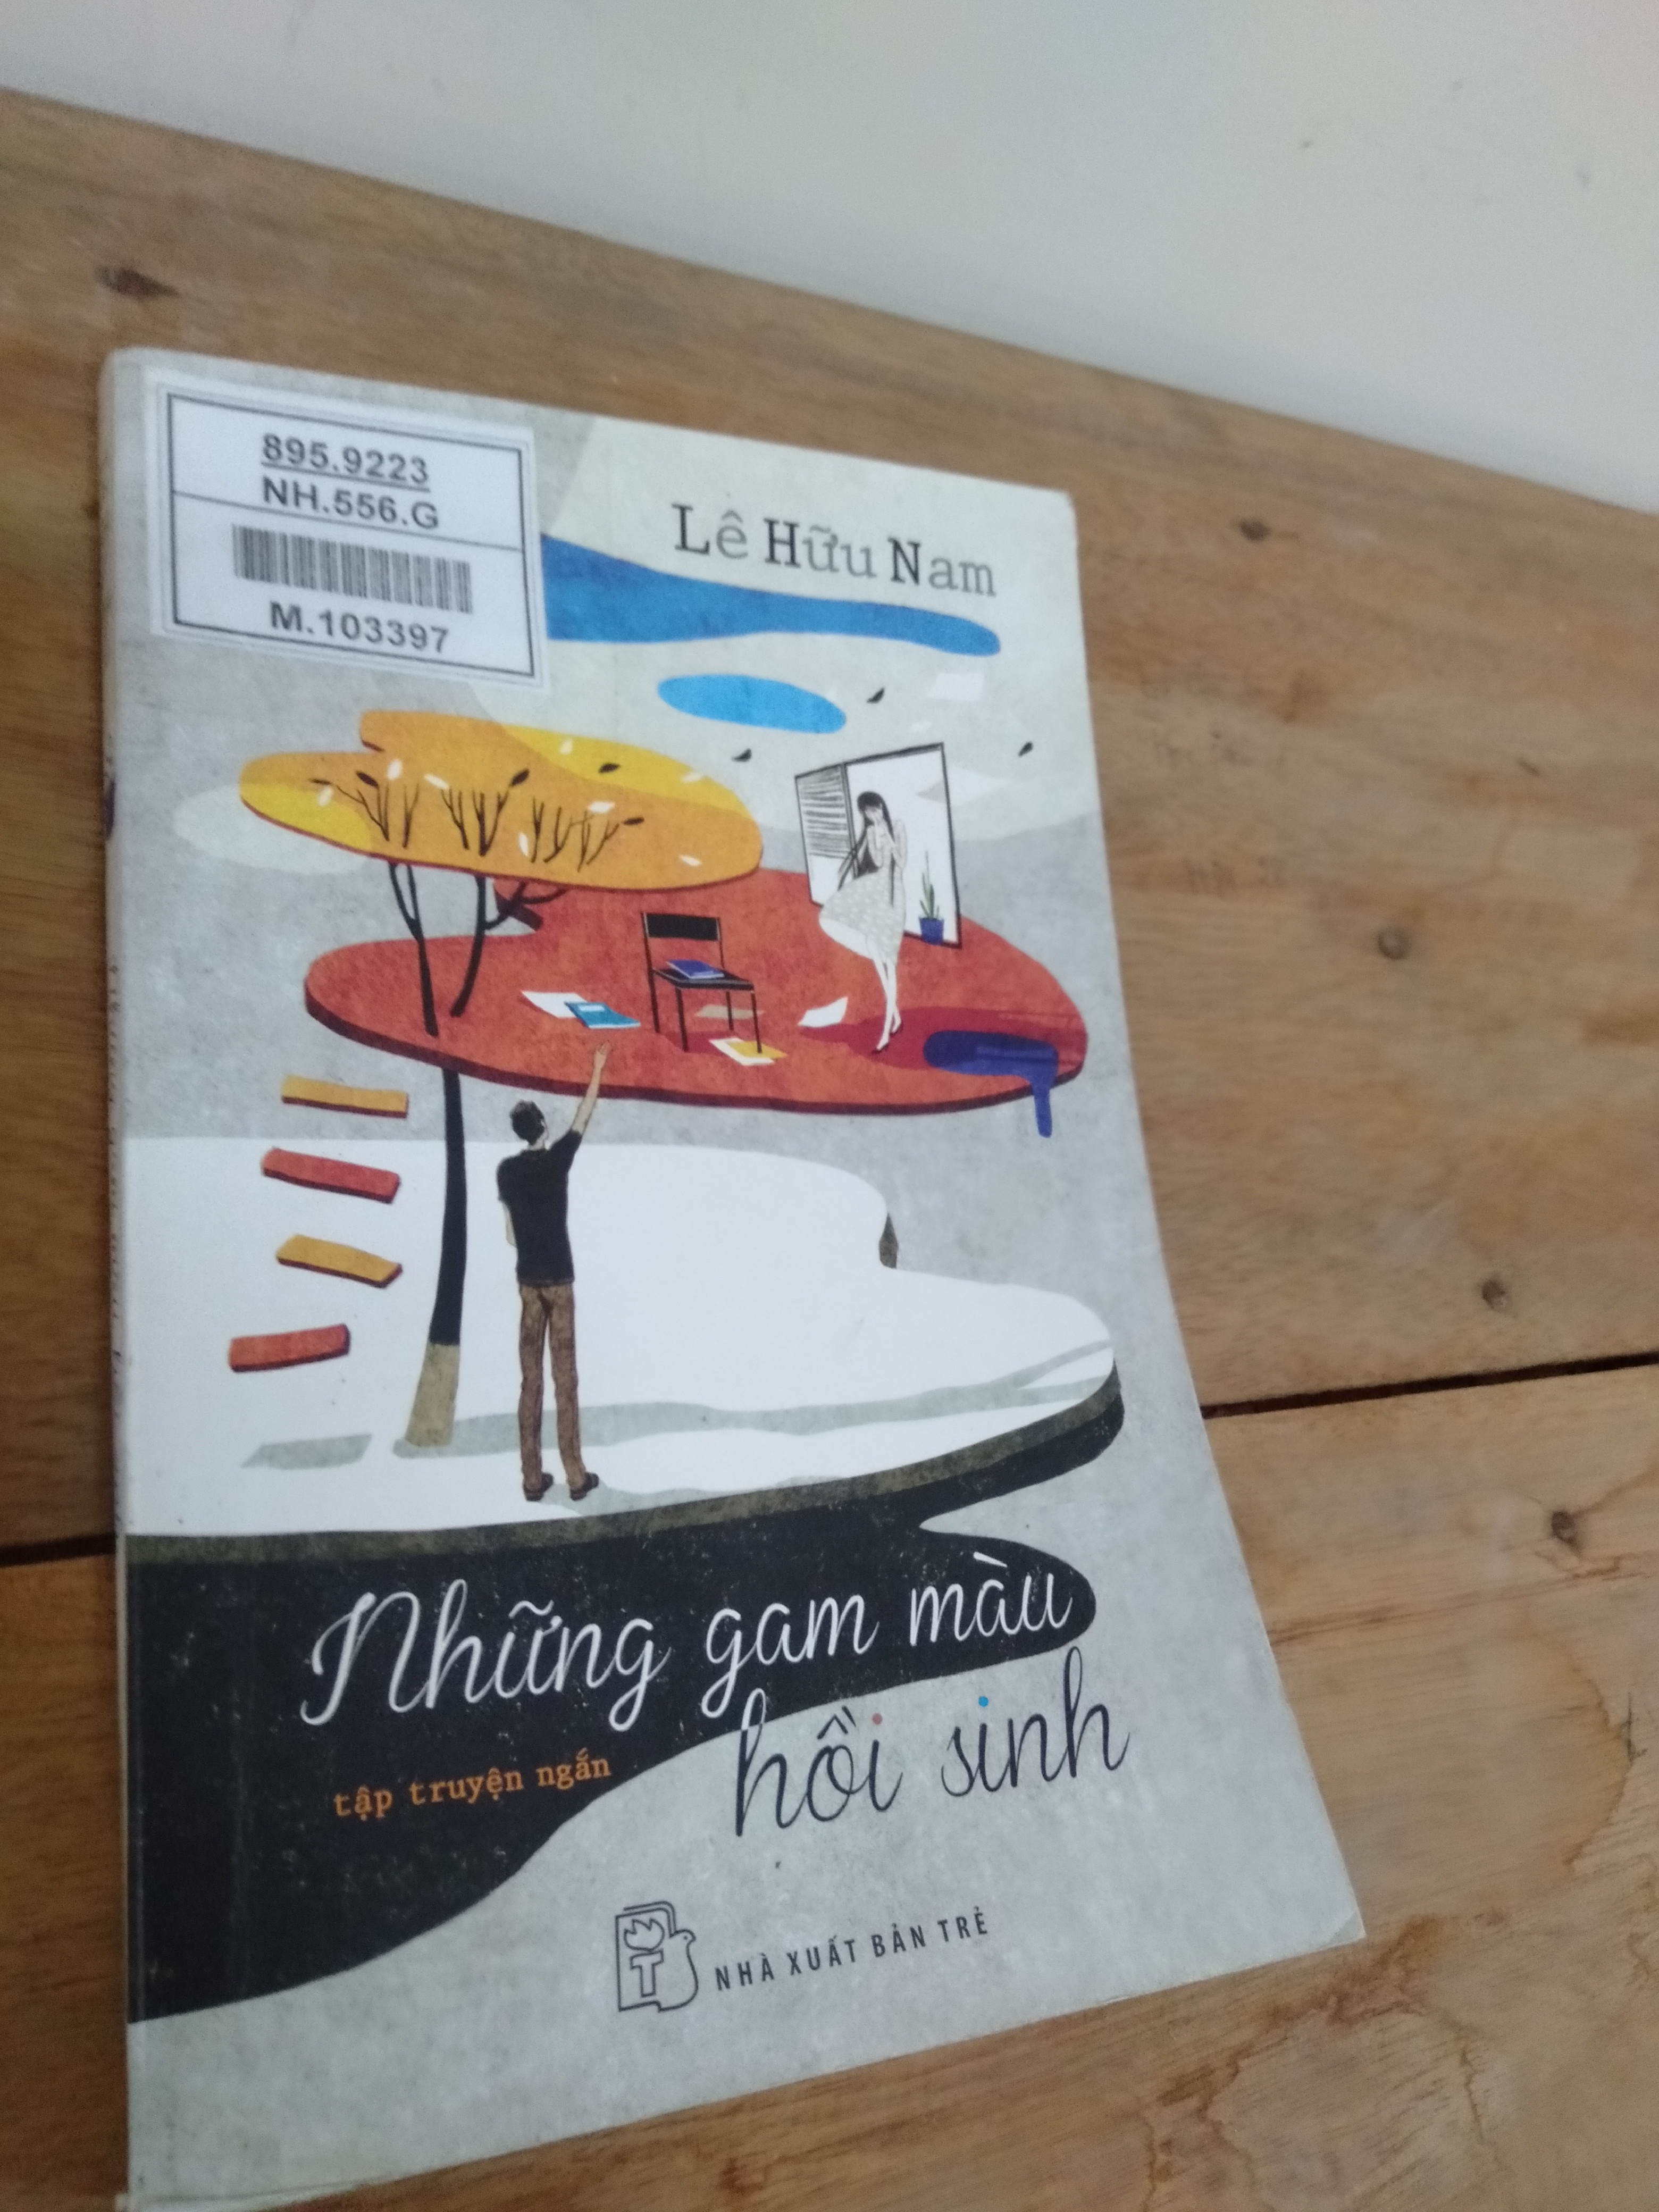 895.9223
NH.556.G
M.103397
Lê Hữu Nam
Những gam màu
hồi sinh
tập truyện ngắn
NHÀ XUẤT BẢN TRẺ